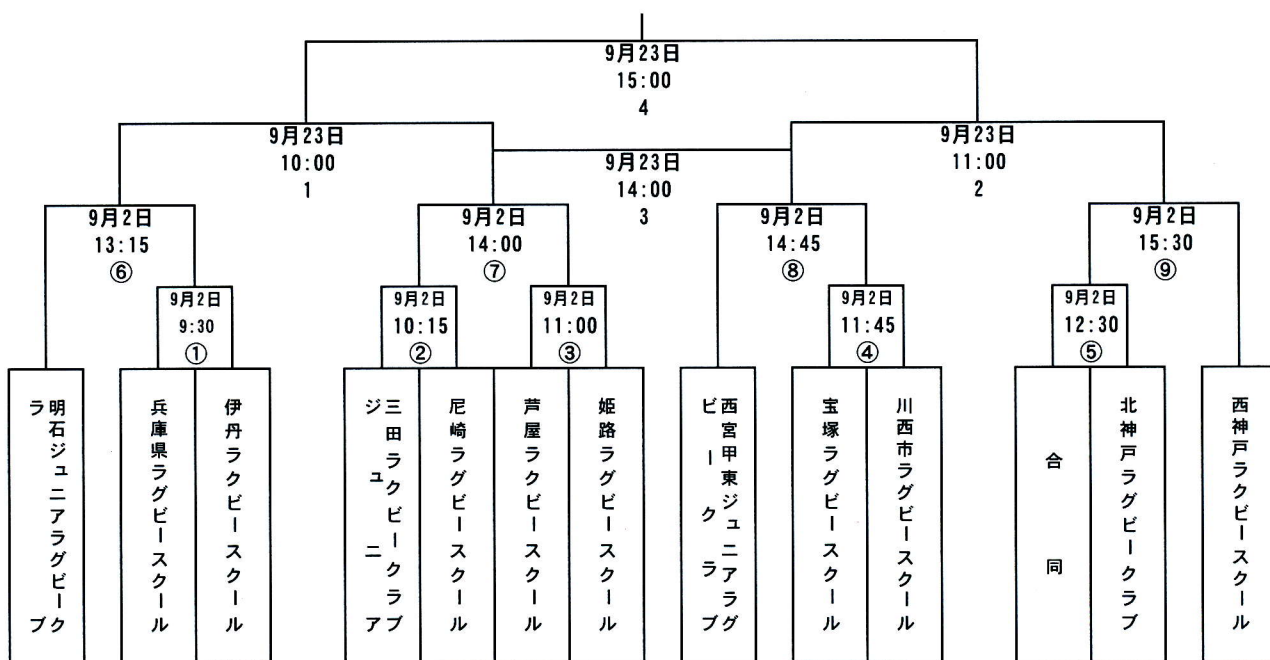 9月23日
15:00
4
9月23日
10:00
1
9月23日
14:00
3
9月23日
11:00
2
9月2日
13:15
⑥
9月2日
14:00
⑦
9月2日
14:45
⑧
9月2日
15:30
⑨
9月2日
9:30
①
9月2日
10:15
②
9月2日
11:00
③
9月2日
11:45
④
9月2日
12:30
⑤
明石ジュニアラグビーク
ラブ
兵庫県ラグビースクール
伊丹ラクビースクール
三田ラクビークラブ
ジュニア
尼崎ラグビースクール
芦屋ラクビースクール
姫路ラグビースクール
西宮甲東ジュニアラグ
ビークラブ
宝塚ラグビースクール
川西市ラグビースクール
合同
北神戸ラグビークラブ
西神戸ラクビースクール